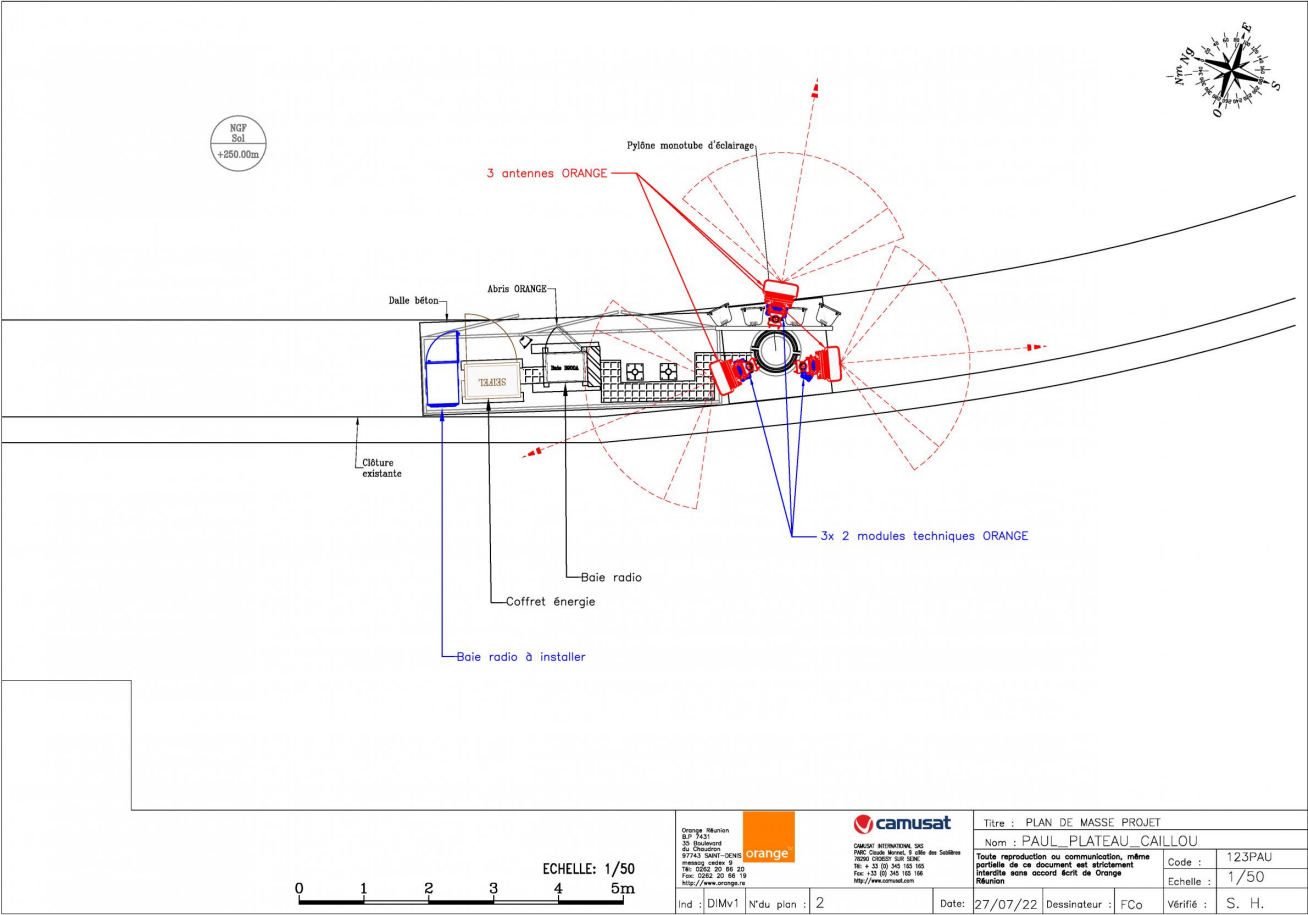 E
Nm Ng
S
O
NGF
Sol
+250.00m
Pylône monotube d'éclairage
3 antennes ORANGE
Abris ORANGE
Dalle béton
SEIFEL
Clôture
existante
3x 2 modules techniques ORANGE
Baie radio
Coffret énergie
Baie radio à installer
ECHELLE: 1/50
0 1 2 3 4 5m
Orange Réunion
B.P 7431
35 Boulevard
du Chaudron
97743 SAINT-DENIS
messag cedex 9
Tél: 0262 20 66 20
Fax: 0262 20 66 19
http://www.orange.re
orange
camusat
CAMUSAT INTERNATIONAL SAS
PARC Claude Monnet, 9 allée des Sablières
78290 CROISSY SUR SEINE
Tél: + 33 (0) 345 165 165
Fax: +33 (0) 345 165 166
http://www.camusat.com
Titre : PLAN DE MASSE PROJET
Nom : PAUL_PLATEAU_CAILLOU
Toute reproduction ou communication, même
partielle de ce document est strictement
interdite sans accord écrit de Orange
Réunion
Code : 123PAU
Echelle : 1/50
Ind : DIMv1 N°du plan : 2
Date: 27/07/22 Dessinateur : FCo Vérifié : S. H.